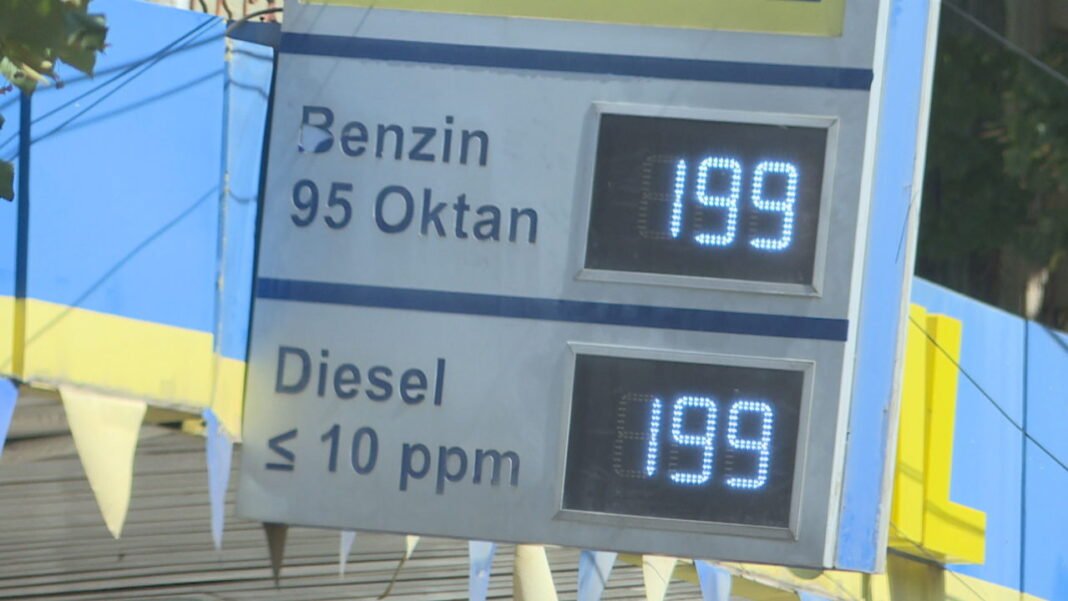 Benzin
95 Oktan
199
Diesel
≤ 10 ppm
199